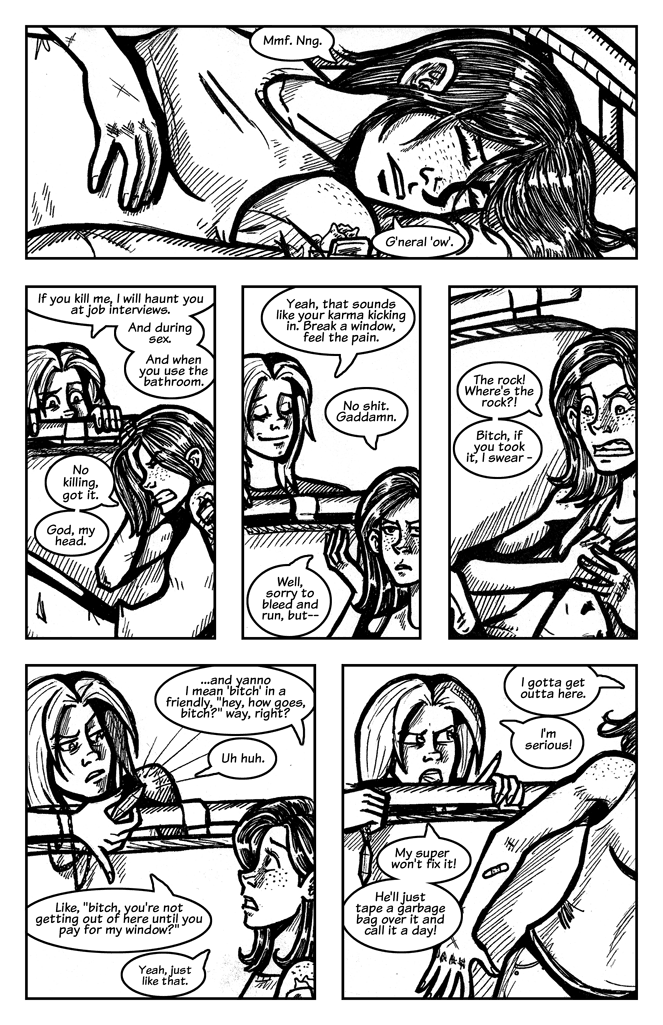 Mmf. Nng.
G'neral 'ow'.
If you kill me, I will haunt you
at job interviews.
And during
sex.
And when
you use the
bathroom.
No
killing,
got it.
God, my
head.
Yeah, that sounds
like your karma kicking
in. Break a window,
feel the pain.
No shit.
Gaddamn.
Well,
sorry to
bleed and
run, but--
The rock!
Where's the
rock?!
Bitch, if
you took
it, I swear -
...and yanno
I mean 'bitch' in a
friendly, "hey, how goes,
bitch?" way, right?
Uh huh.
Like, "bitch, you're not
getting out of here until you
pay for my window?"
Yeah, just
like that.
I gotta get
outta here.
I'm
serious!
My super
won't fix it!
He'll just
tape a garbage
bag over it and
call it a day!